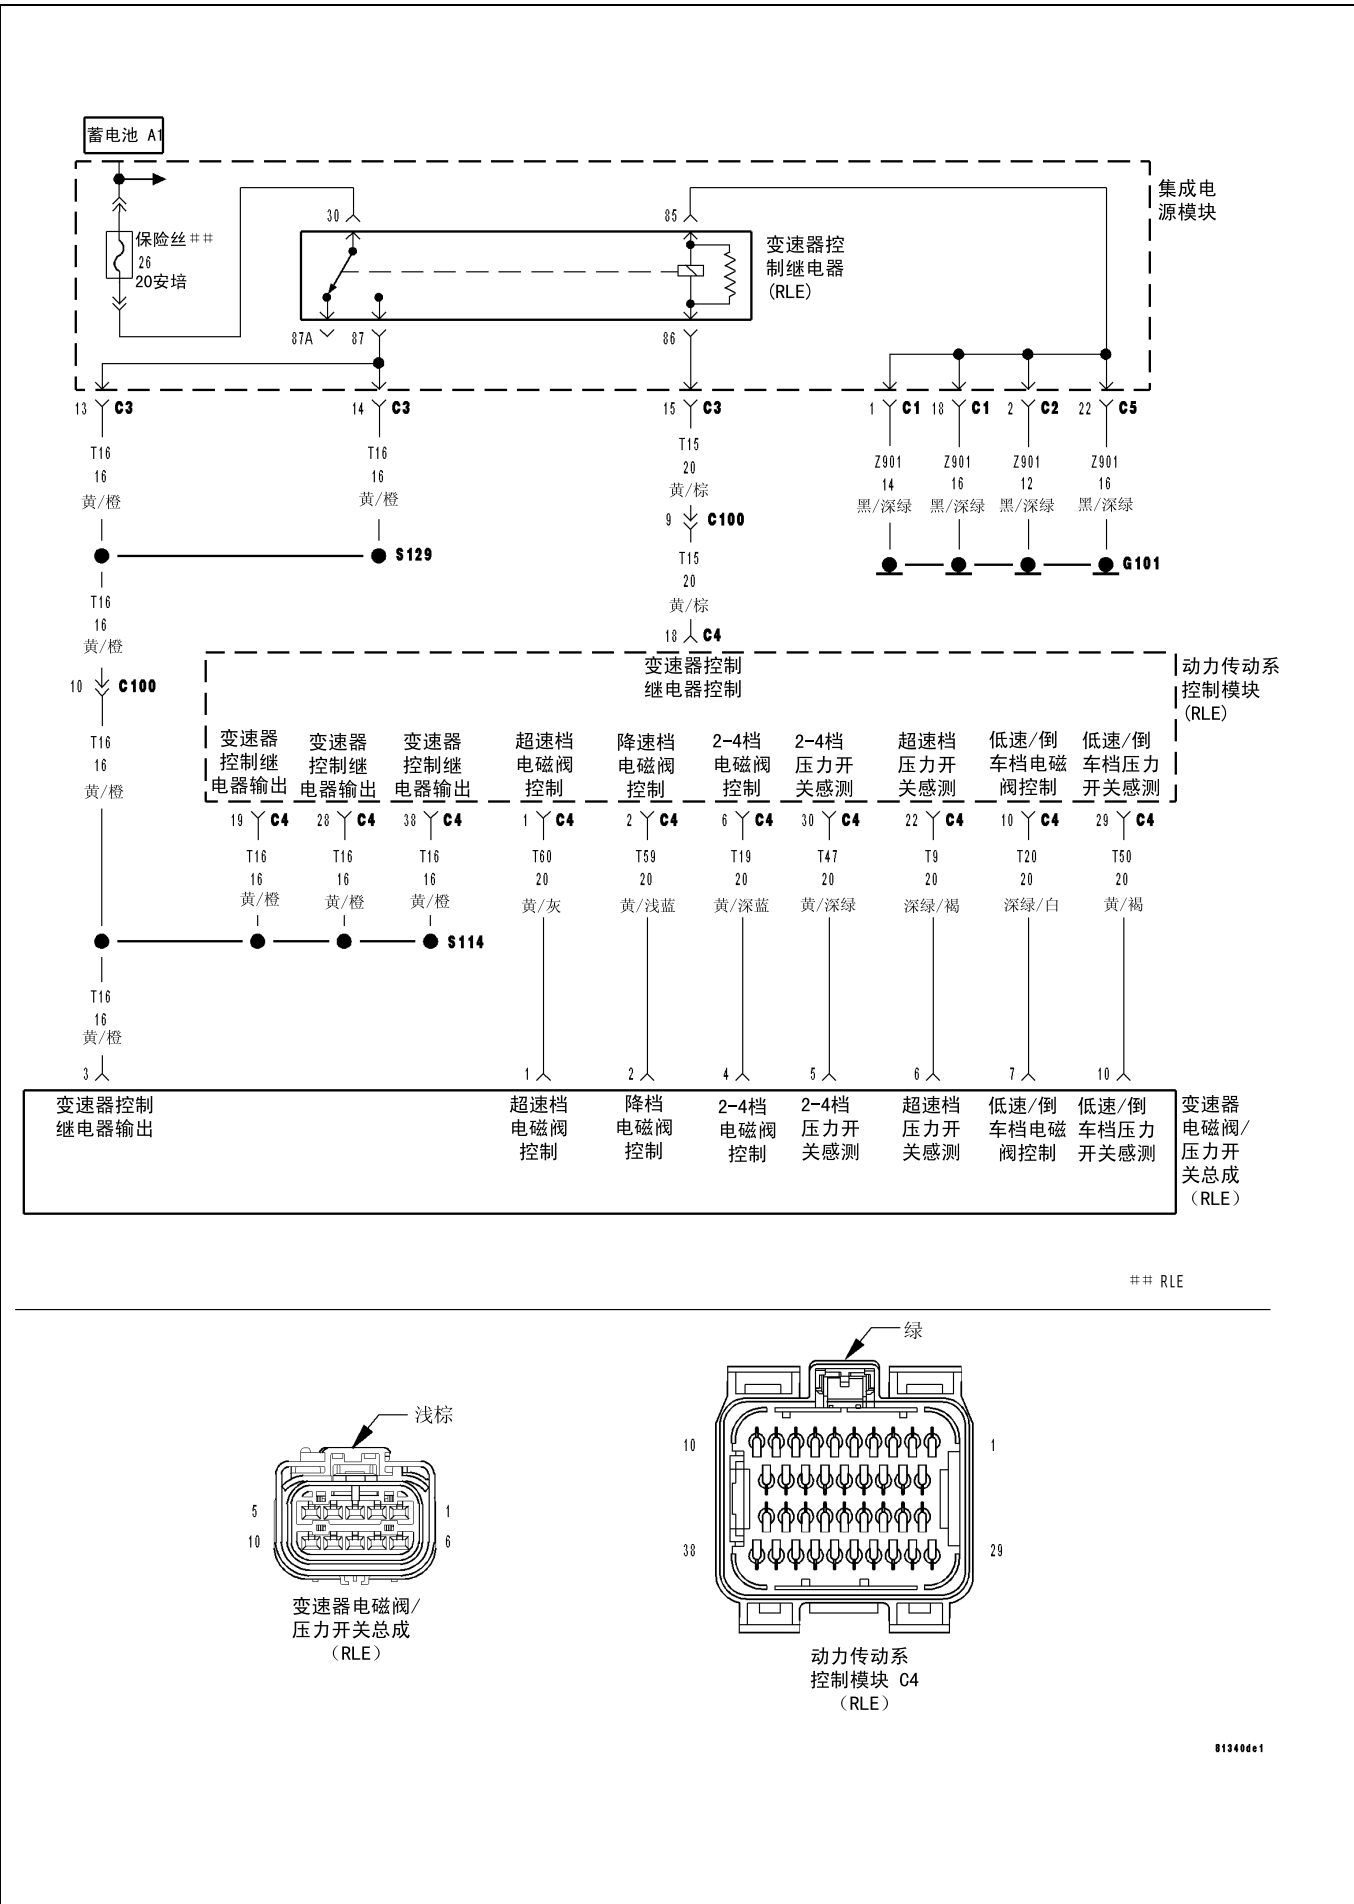 蓄电池 A1
集成电
源模块
30
85
保险丝##
26
20安培
变速器控
制继电器
(RLE)
87A
87
86
13 C3
14 C3
15 C3
1 C1
18 C1
2 C2
22 C5
T16
16
黄/橙
T16
16
黄/橙
T15
20
黄/棕
Z901
14
黑/深绿
Z901
16
黑/深绿
Z901
12
黑/深绿
Z901
16
黑/深绿
9 C100
S129
G101
T16
16
黄/橙
T15
20
黄/棕
18 C4
10 C100
变速器控制
继电器控制
动力传动系
控制模块
(RLE)
T16
16
黄/橙
变速器
控制继
电器输出
变速器
控制继
电器输出
变速器
控制继
电器输出
超速档
电磁阀
控制
降速档
电磁阀
控制
2-4档
电磁阀
控制
2-4档
压力开
关感测
超速档
压力开
关感测
低速/倒
车档电磁
阀控制
低速/倒
车档压力
开关感测
19 C4
28 C4
38 C4
1 C4
2 C4
6 C4
30 C4
22 C4
10 C4
29 C4
T16
16
黄/橙
T16
16
黄/橙
T16
16
黄/橙
T60
20
黄/灰
T59
20
黄/浅蓝
T19
20
黄/深蓝
T47
20
黄/深绿
T9
20
深绿/褐
T20
20
深绿/白
T50
20
黄/褐
S114
T16
16
黄/橙
3
1
2
4
5
6
7
10
变速器控制
继电器输出
超速档
电磁阀
控制
降档
电磁阀
控制
2-4档
电磁阀
控制
2-4档
压力开
关感测
超速档
压力开
关感测
低速/倒
车档电磁
阀控制
低速/倒
车档压力
开关感测
变速器
电磁阀/
压力开
关总成
(RLE)
## RLE
绿
浅棕
10
1
5
1
10
6
38
29
变速器电磁阀/
压力开关总成
(RLE)
动力传动系
控制模块 C4
(RLE)
81340de1